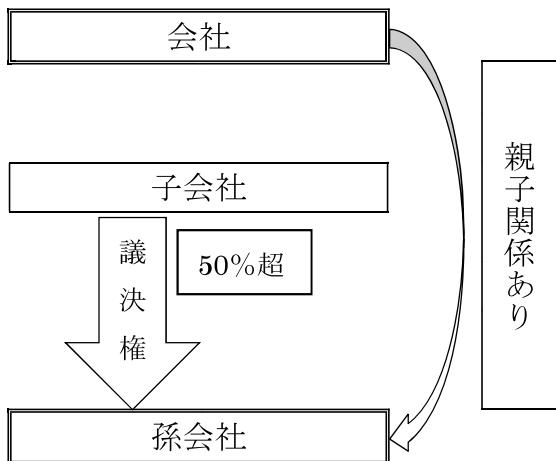 会社
子会社
議決権
50%超
親子関係あり
孫会社